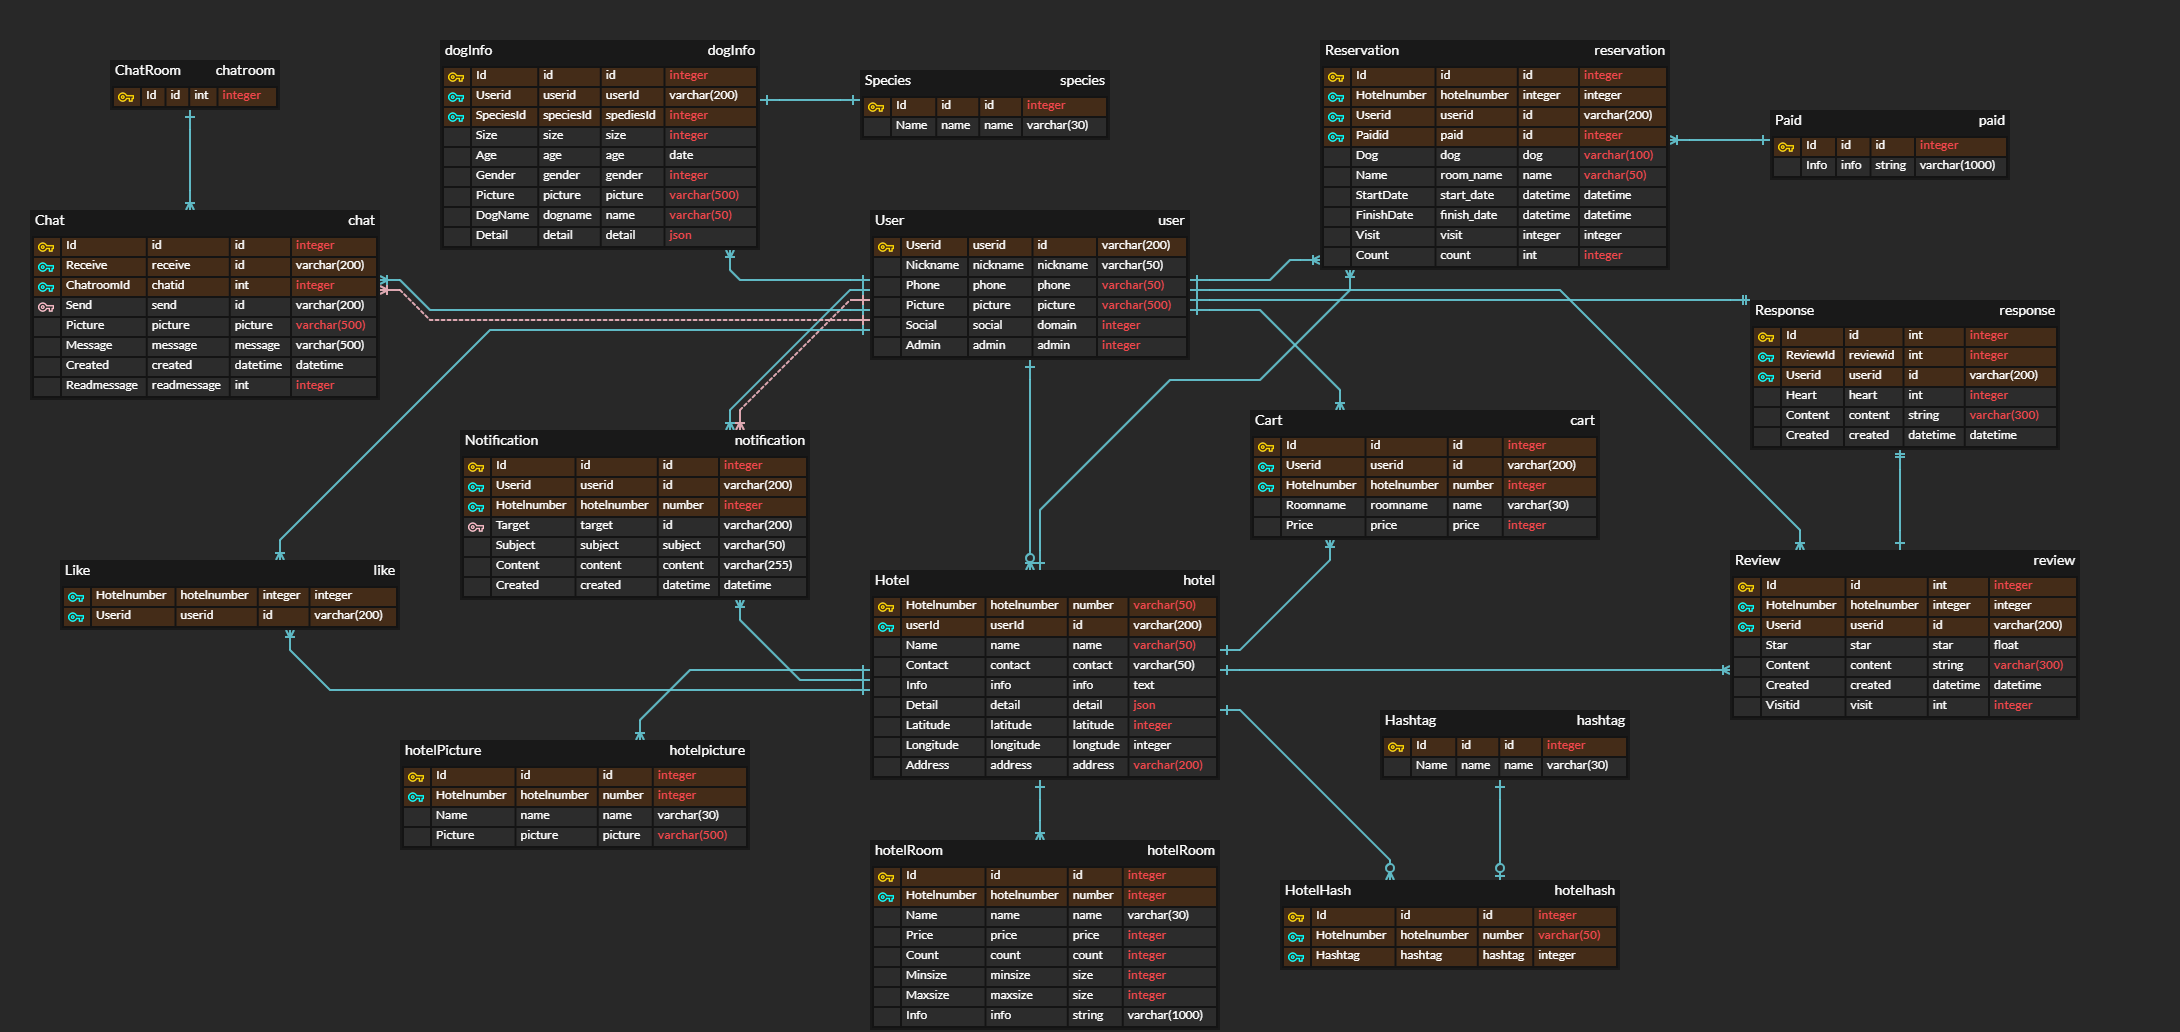 ChatRoom chatroom
Id id int integer
dogInfo dogInfo
Id id id integer
Userid userid userId varchar(200)
SpeciesId speciesId spediesId integer
Size size size integer
Age age age date
Gender gender gender integer
Picture picture picture varchar(500)
DogName dogname name varchar(50)
Detail detail detail json
Species species
Id id id integer
Name name name varchar(30)
Reservation reservation
Id id id integer
Hotelnumber hotelnumber integer integer
Userid userid id varchar(200)
Paidid paid id integer
Dog dog dog varchar(100)
Name room_name name varchar(50)
StartDate start_date datetime datetime
FinishDate finish_date datetime datetime
Visit visit integer integer
Count count int integer
Paid paid
Id id id integer
Info info string varchar(1000)
Chat chat
Id id id integer
Receive receive id varchar(200)
ChatroomId chatid int integer
Send send id varchar(200)
Picture picture picture varchar(500)
Message message message varchar(500)
Created created datetime datetime
Readmessage readmessage int integer
User user
Userid userid id varchar(200)
Nickname nickname nickname varchar(50)
Phone phone phone varchar(50)
Picture picture picture varchar(500)
Social social domain integer
Admin admin admin integer
Response response
Id id int integer
ReviewId reviewid int integer
Userid userid id varchar(200)
Heart heart int integer
Content content string varchar(300)
Created created datetime datetime
Notification notification
Id id id integer
Userid userid id varchar(200)
Hotelnumber hotelnumber number integer
Target target id varchar(200)
Subject subject subject varchar(50)
Content content content varchar(255)
Created created datetime datetime
Cart cart
Id id id integer
Userid userid id varchar(200)
Hotelnumber hotelnumber number integer
Roomname roomname name varchar(30)
Price price price integer
Like like
Hotelnumber hotelnumber integer integer
Userid userid id varchar(200)
Hotel hotel
Hotelnumber hotelnumber number varchar(50)
userId userId id varchar(200)
Name name name varchar(50)
Contact contact contact varchar(50)
Info info info text
Detail detail detail json
Latitude latitude latitude integer
Longitude longitude longtude integer
Address address address varchar(200)
Review review
Id id int integer
Hotelnumber hotelnumber integer integer
Userid userid id varchar(200)
Star star star float
Content content string varchar(300)
Created created datetime datetime
Visitid visit int integer
hotelPicture hotelpicture
Id id id integer
Hotelnumber hotelnumber number integer
Name name name varchar(30)
Picture picture picture varchar(500)
Hashtag hashtag
Id id id integer
Name name name varchar(30)
hotelRoom hotelRoom
Id id id integer
Hotelnumber hotelnumber number integer
Name name name varchar(30)
Price price price integer
Count count count integer
Minsize minsize size integer
Maxsize maxsize size integer
Info info string varchar(1000)
HotelHash hotelhash
Id id id integer
Hotelnumber hotelnumber number varchar(50)
Hashtag hashtag hashtag integer